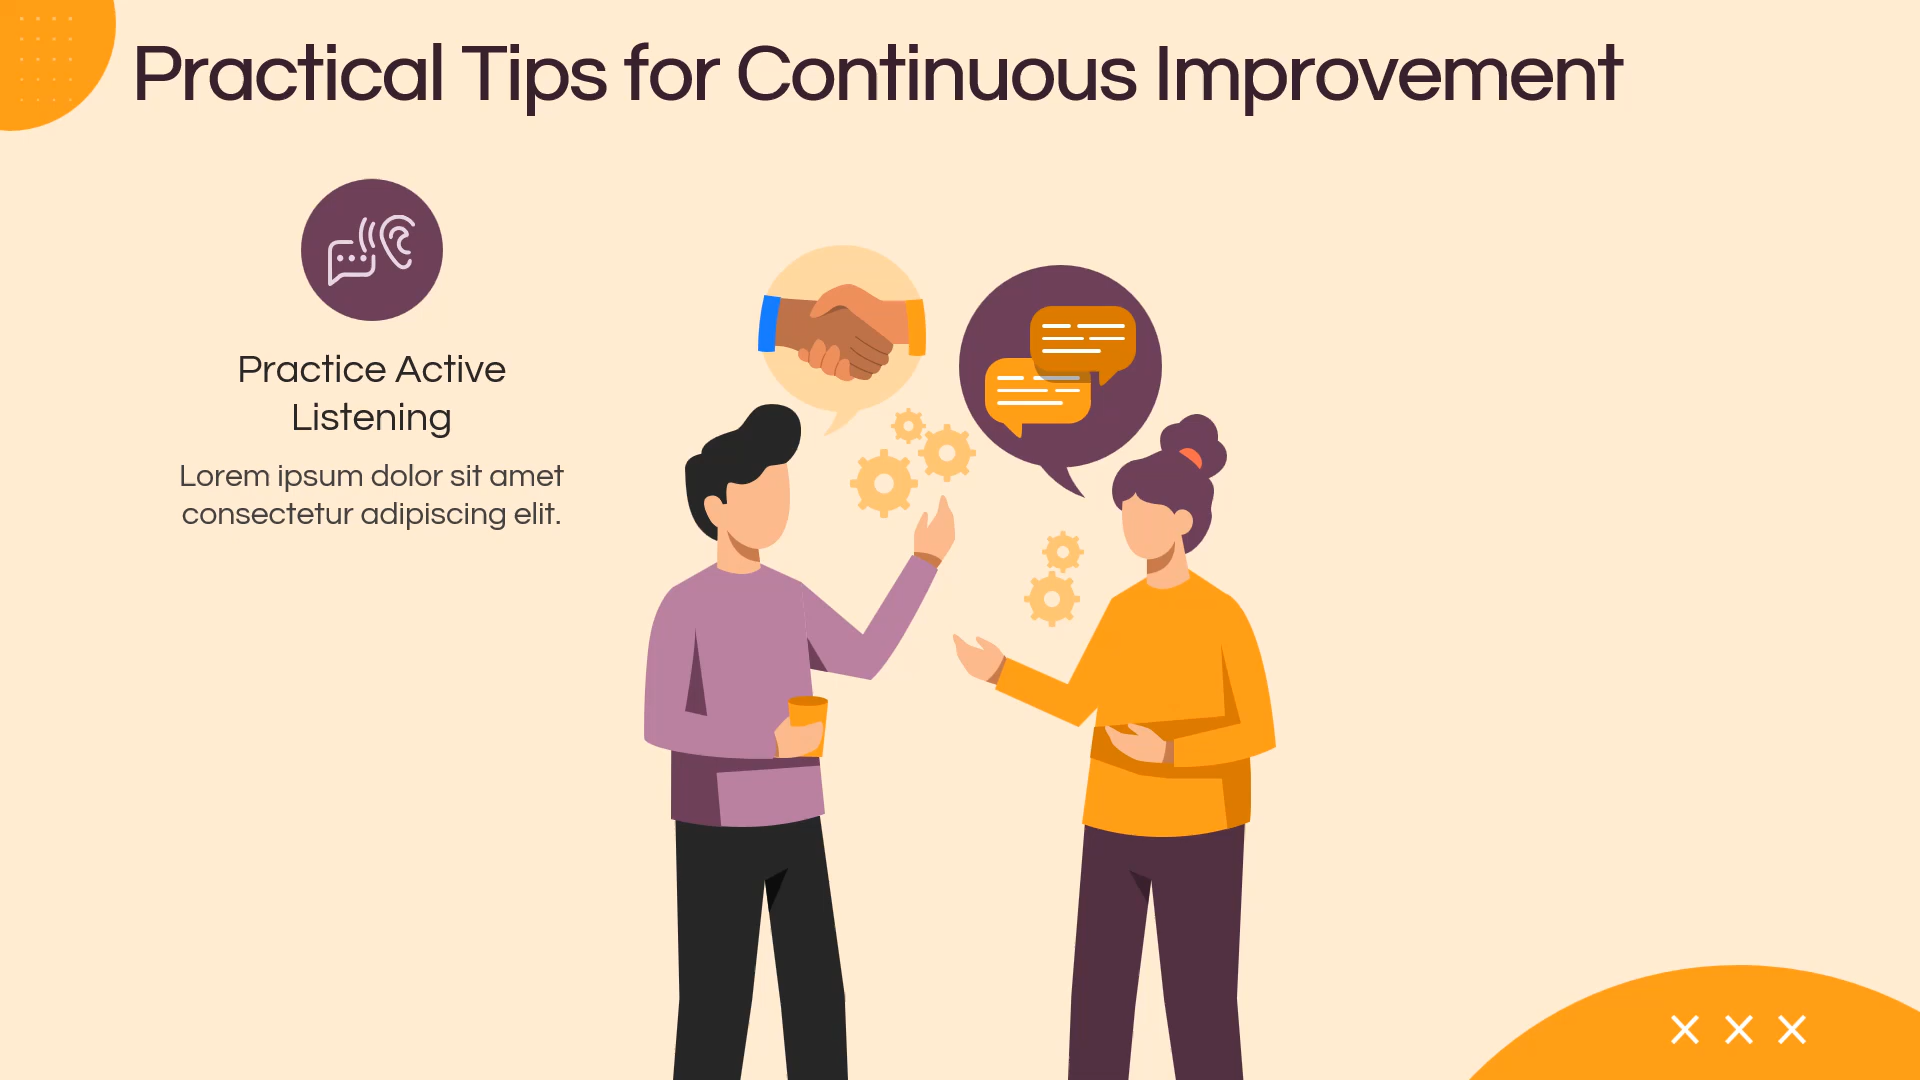 Practical Tips for Continuous Improvement
Practice Active
Listening
Lorem ipsum dolor sit amet
consectetur adipiscing elit.